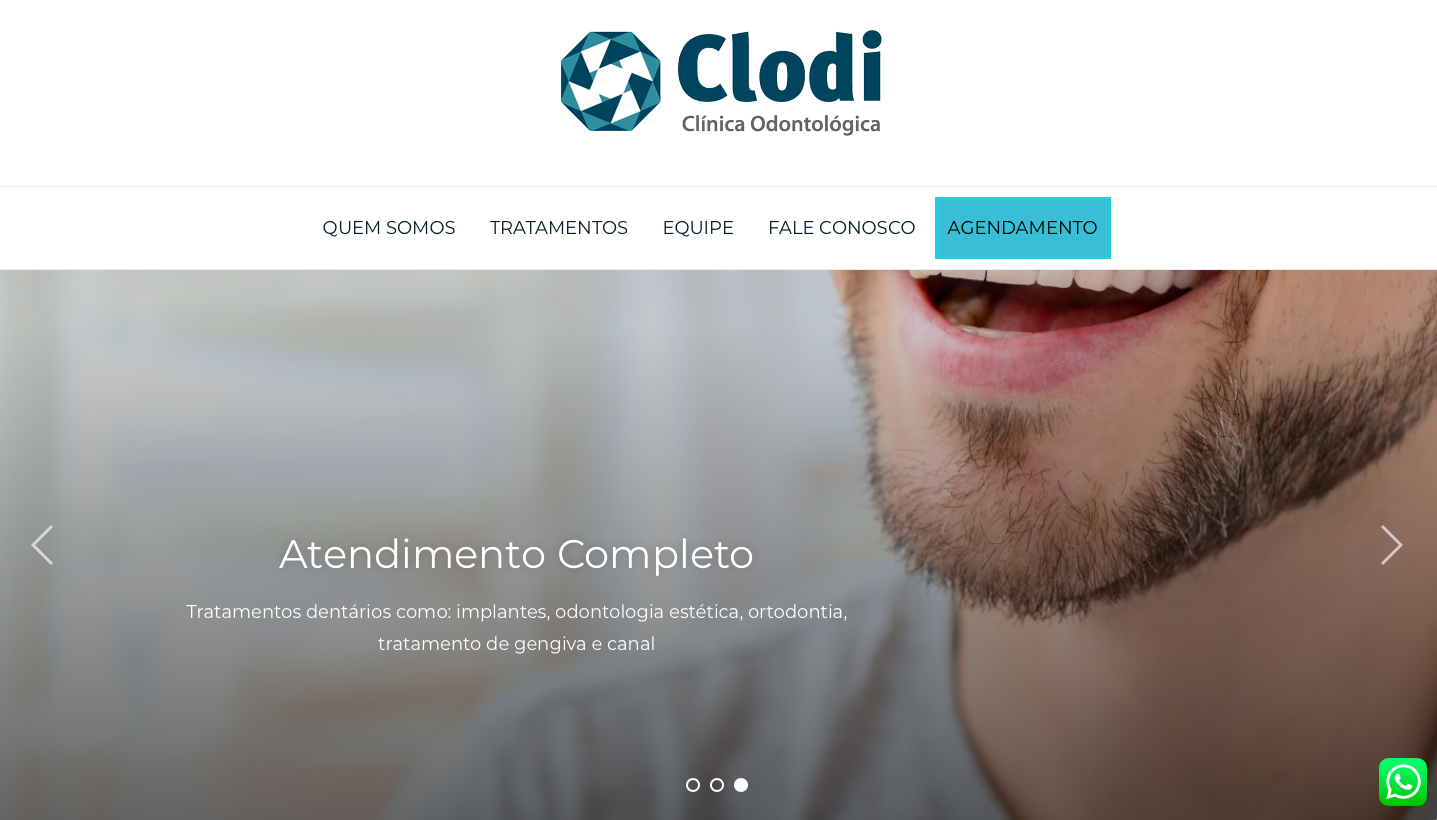 Clodi
Clínica Odontológica
QUEM SOMOS TRATAMENTOS EQUIPE FALE CONOSCO AGENDAMENTO
Atendimento Completo
Tratamentos dentários como: implantes, odontologia estética, ortodontia,
tratamento de gengiva e canal